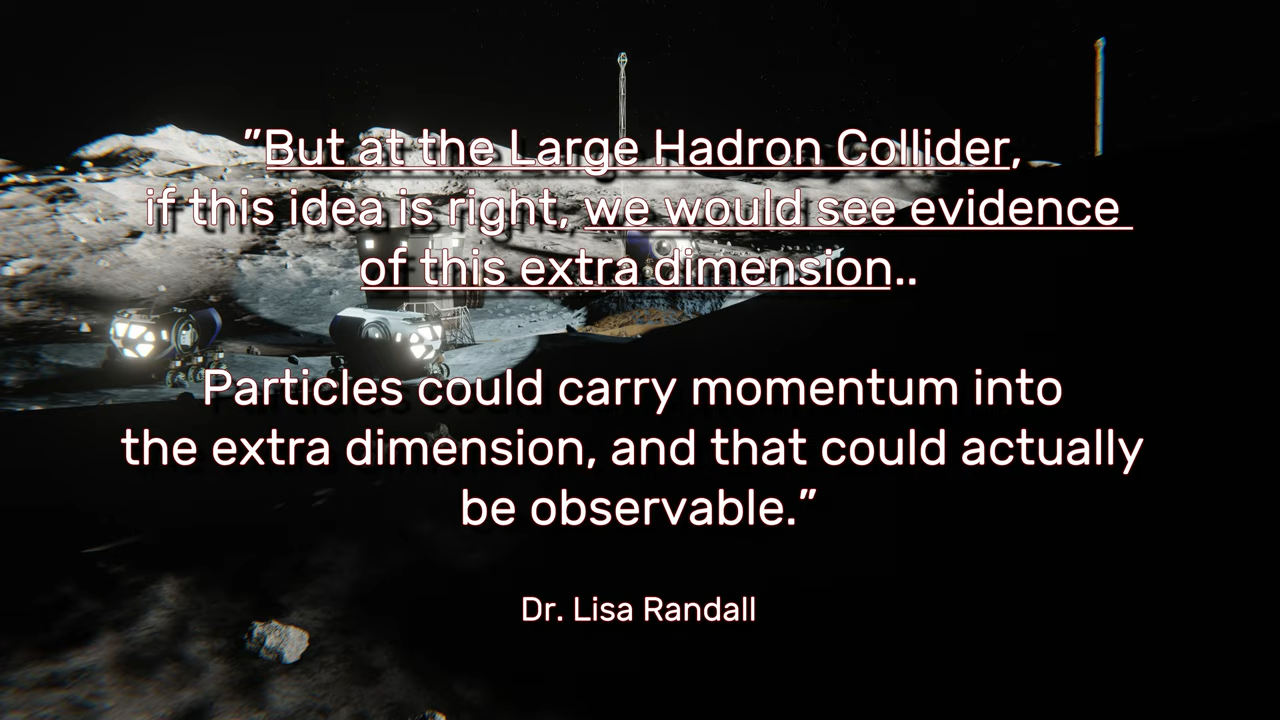 ”But at the Large Hadron Collider,
if this idea is right, we would see evidence
of this extra dimension..
Particles could carry momentum into
the extra dimension, and that could actually
be observable.”
Dr. Lisa Randall